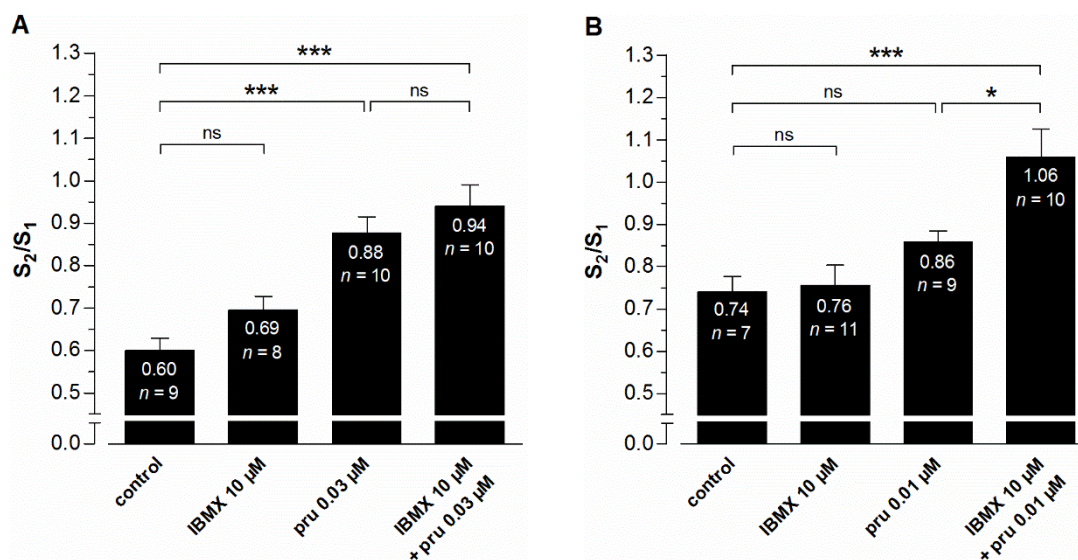 A
***
***
ns
ns
S2/S1
1.3
1.2
1.1
1.0
0.9
0.8
0.7
0.6
0.5
0.0
0.60
n = 9
0.69
n = 8
0.88
n = 10
0.94
n = 10
control
IBMX 10 µM
pru 0.03 µM
IBMX 10 µM
+ pru 0.03 µM
B
***
ns
*
ns
S2/S1
1.3
1.2
1.1
1.0
0.9
0.8
0.7
0.6
0.5
0.0
0.74
n = 7
0.76
n = 11
0.86
n = 9
1.06
n = 10
control
IBMX 10 µM
pru 0.01 µM
IBMX 10 µM
+ pru 0.01 µM